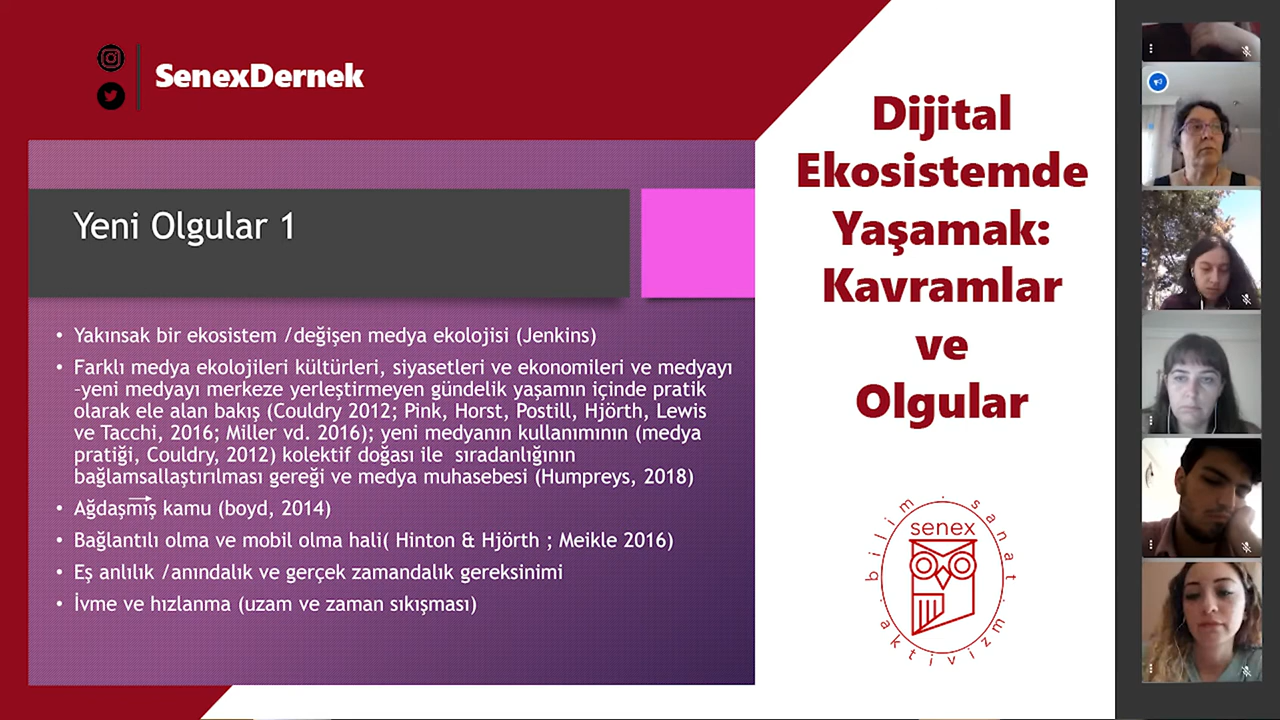 SenexDernek
Yeni Olgular 1
• Yakınsak bir ekosistem /değişen medya ekolojisi (Jenkins)
• Farklı medya ekolojileri kültürleri, siyasetleri ve ekonomileri ve medyayı
-yeni medyayı merkeze yerleştirmeyen gündelik yaşamın içinde pratik
olarak ele alan bakış (Couldry 2012; Pink, Horst, Postill, Hjörth, Lewis
ve Tacchi, 2016; Miller vd. 2016); yeni medyanın kullanımının (medya
pratiği, Couldry, 2012) kolektif doğası ile sıradanlığının
bağlamsallaştırılması gereği ve medya muhasebesi (Humpreys, 2018)
• Ağdaşmış kamu (boyd, 2014)
• Bağlantılı olma ve mobil olma hali( Hinton & Hjörth ; Meikle 2016)
• Eş anlılık /anındalık ve gerçek zamandalık gereksinimi
• İvme ve hızlanma (uzam ve zaman sıkışması)
Dijital
Ekosistemde
Yaşamak:
Kavramlar
ve
Olgular
senex
bilim . sanat . aktivizm .